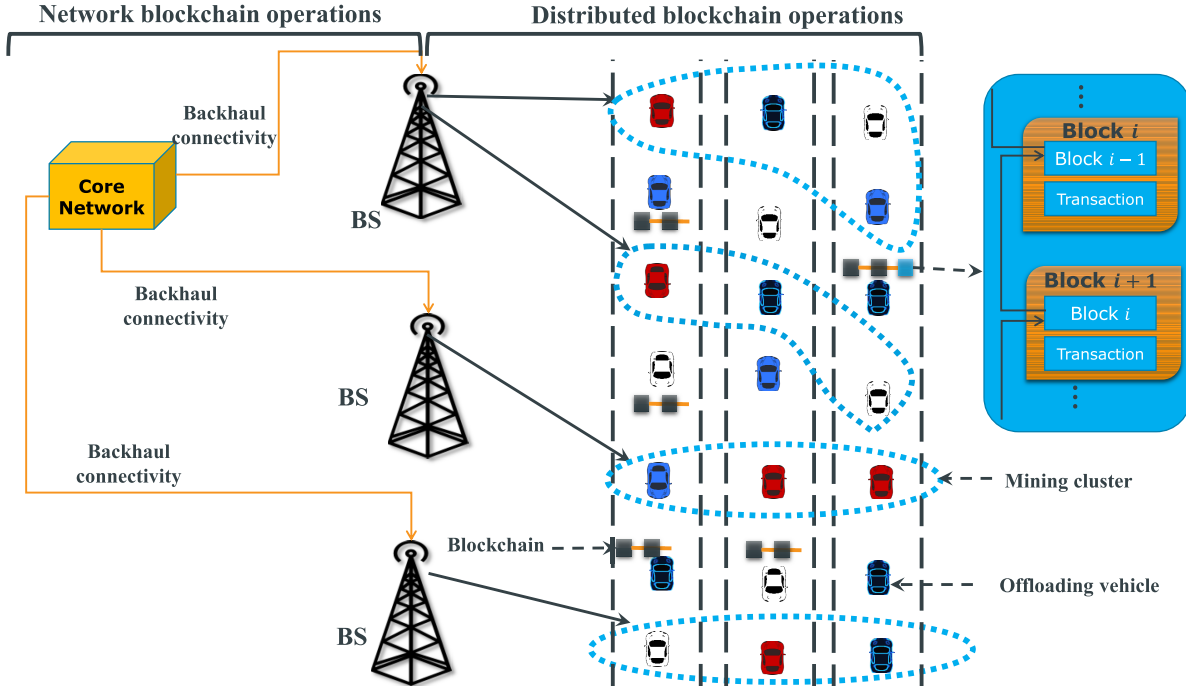 Network blockchain operations
Distributed blockchain operations
Backhaul
connectivity
Core
Network
BS
Backhaul
connectivity
BS
Backhaul
connectivity
BS
Blockchain
Block i
Block i − 1
Transaction
Block i + 1
Block i
Transaction
Mining cluster
Offloading vehicle